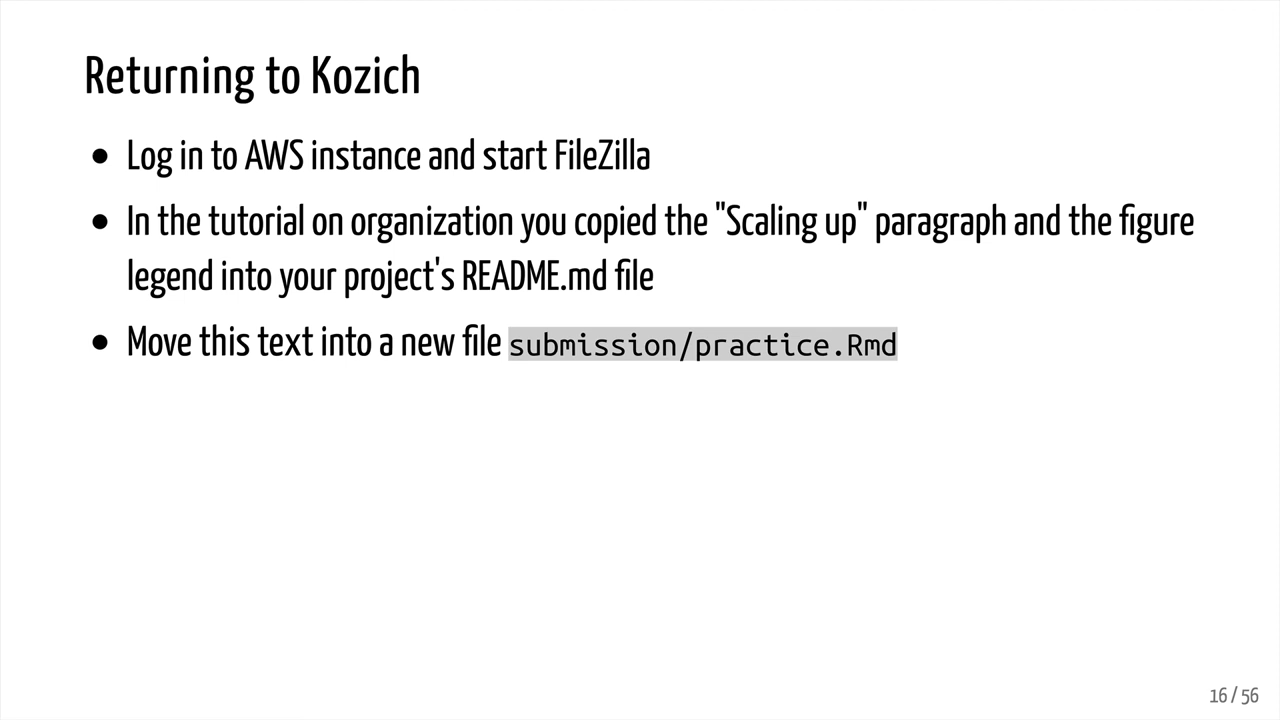 Returning to Kozich
• Log in to AWS instance and start FileZilla
• In the tutorial on organization you copied the "Scaling up" paragraph and the figure
legend into your project's README.md file
• Move this text into a new file submission/practice.Rmd
16 / 56